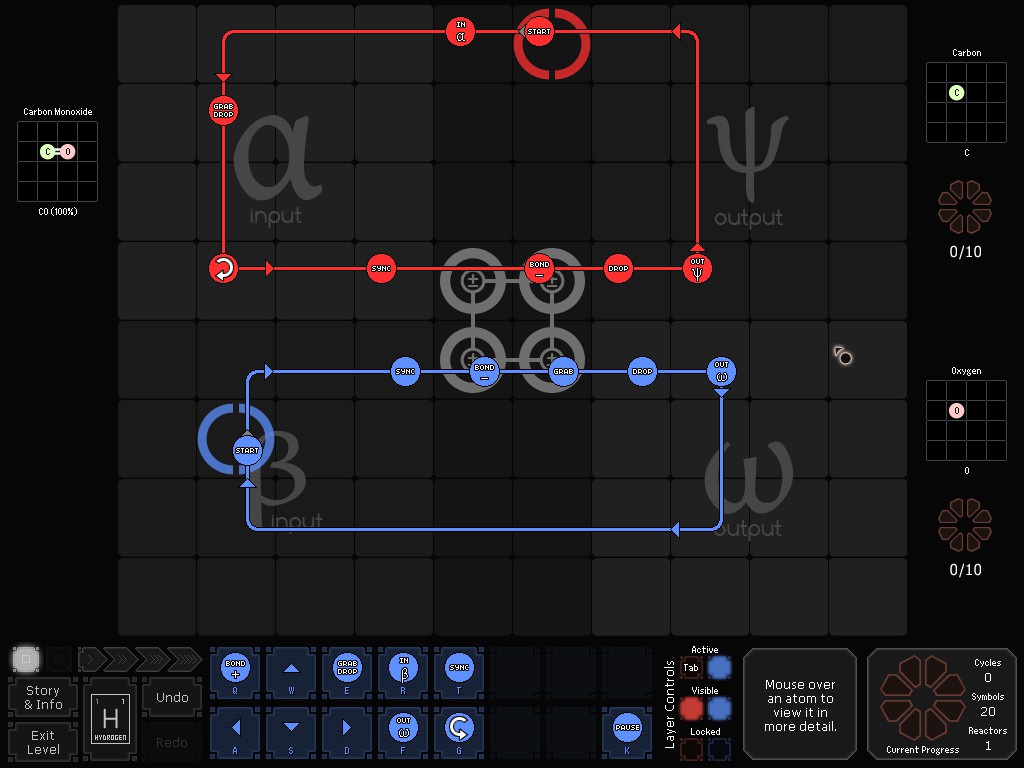 IN
α
START
Carbon
Carbon Monoxide
C
GRAB
DROP
C
C=O
CO (100%)
α
input
ψ
output
0/10
SYNC
BOND
-
DROP
OUT
ψ
±
±
±
±
SYNC
BOND
-
GRAB
DROP
OUT
ω
Oxygen
O
O
START
β
input
ω
output
0/10
Story
& Info
Exit
Level
1 1
H
HYDROGEN
Undo
Redo
BOND
+
Q
W
GRAB
DROP
E
IN
β
R
SYNC
T
A
S
D
OUT
ω
F
G
PAUSE
K
Layer Controls
Active
Tab
Visible
Locked
Mouse over
an atom to
view it in
more detail.
Cycles
0
Symbols
20
Reactors
1
Current Progress